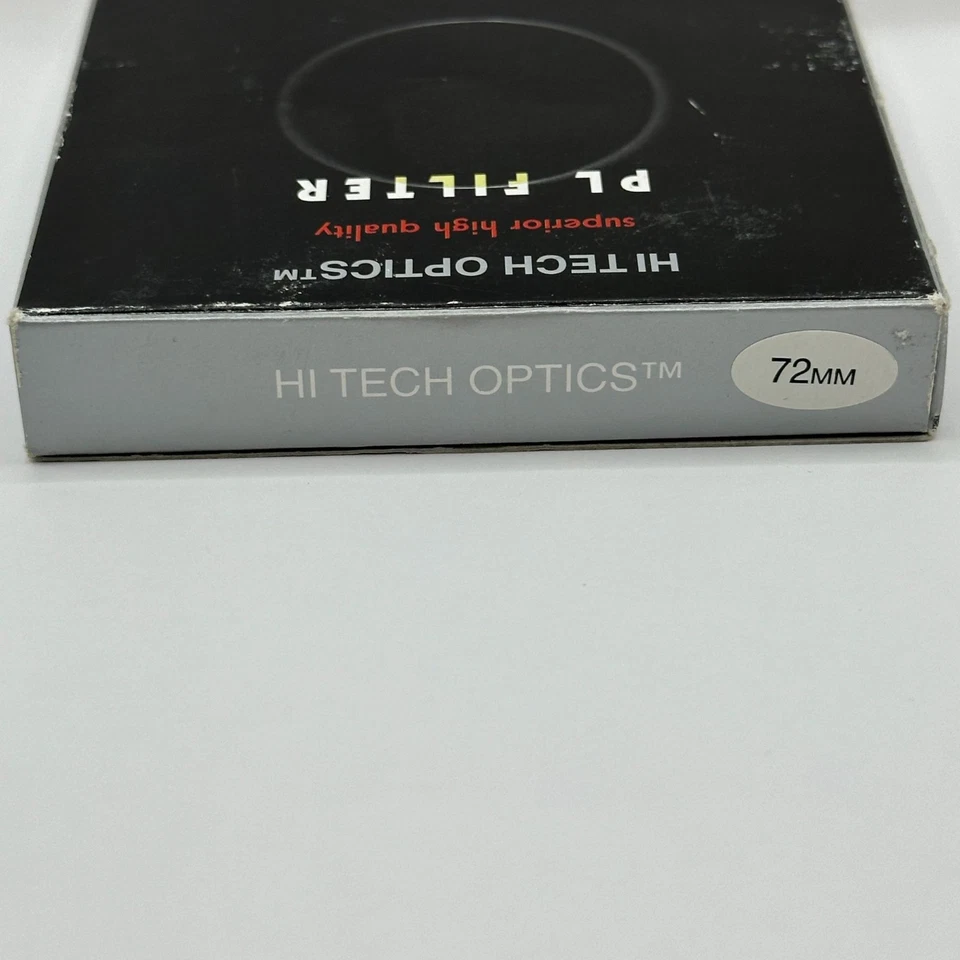 PL FILTER
superior high quality
HI TECH OPTICS™
HI TECH OPTICS™
72MM